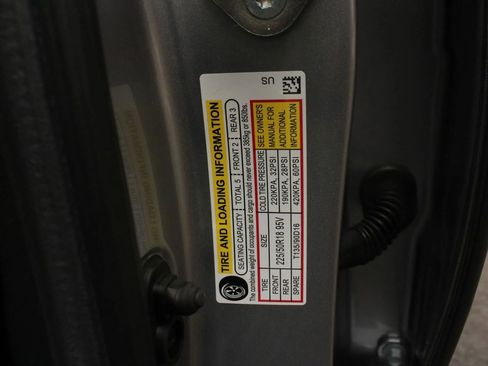 TIRE AND LOADING INFORMATION
SEATING CAPACITY TOTAL 5 FRONT 2 REAR 3
The combined weight of occupants and cargo should never exceed 385kg or 850lbs.
TIRE SIZE COLD TIRE PRESSURE SEE OWNER'S
FRONT 225/50R18 95V 220KPA, 32PSI MANUAL FOR
REAR 190KPA, 28PSI ADDITIONAL
SPARE T135/90D16 420KPA, 60PSI INFORMATION
US